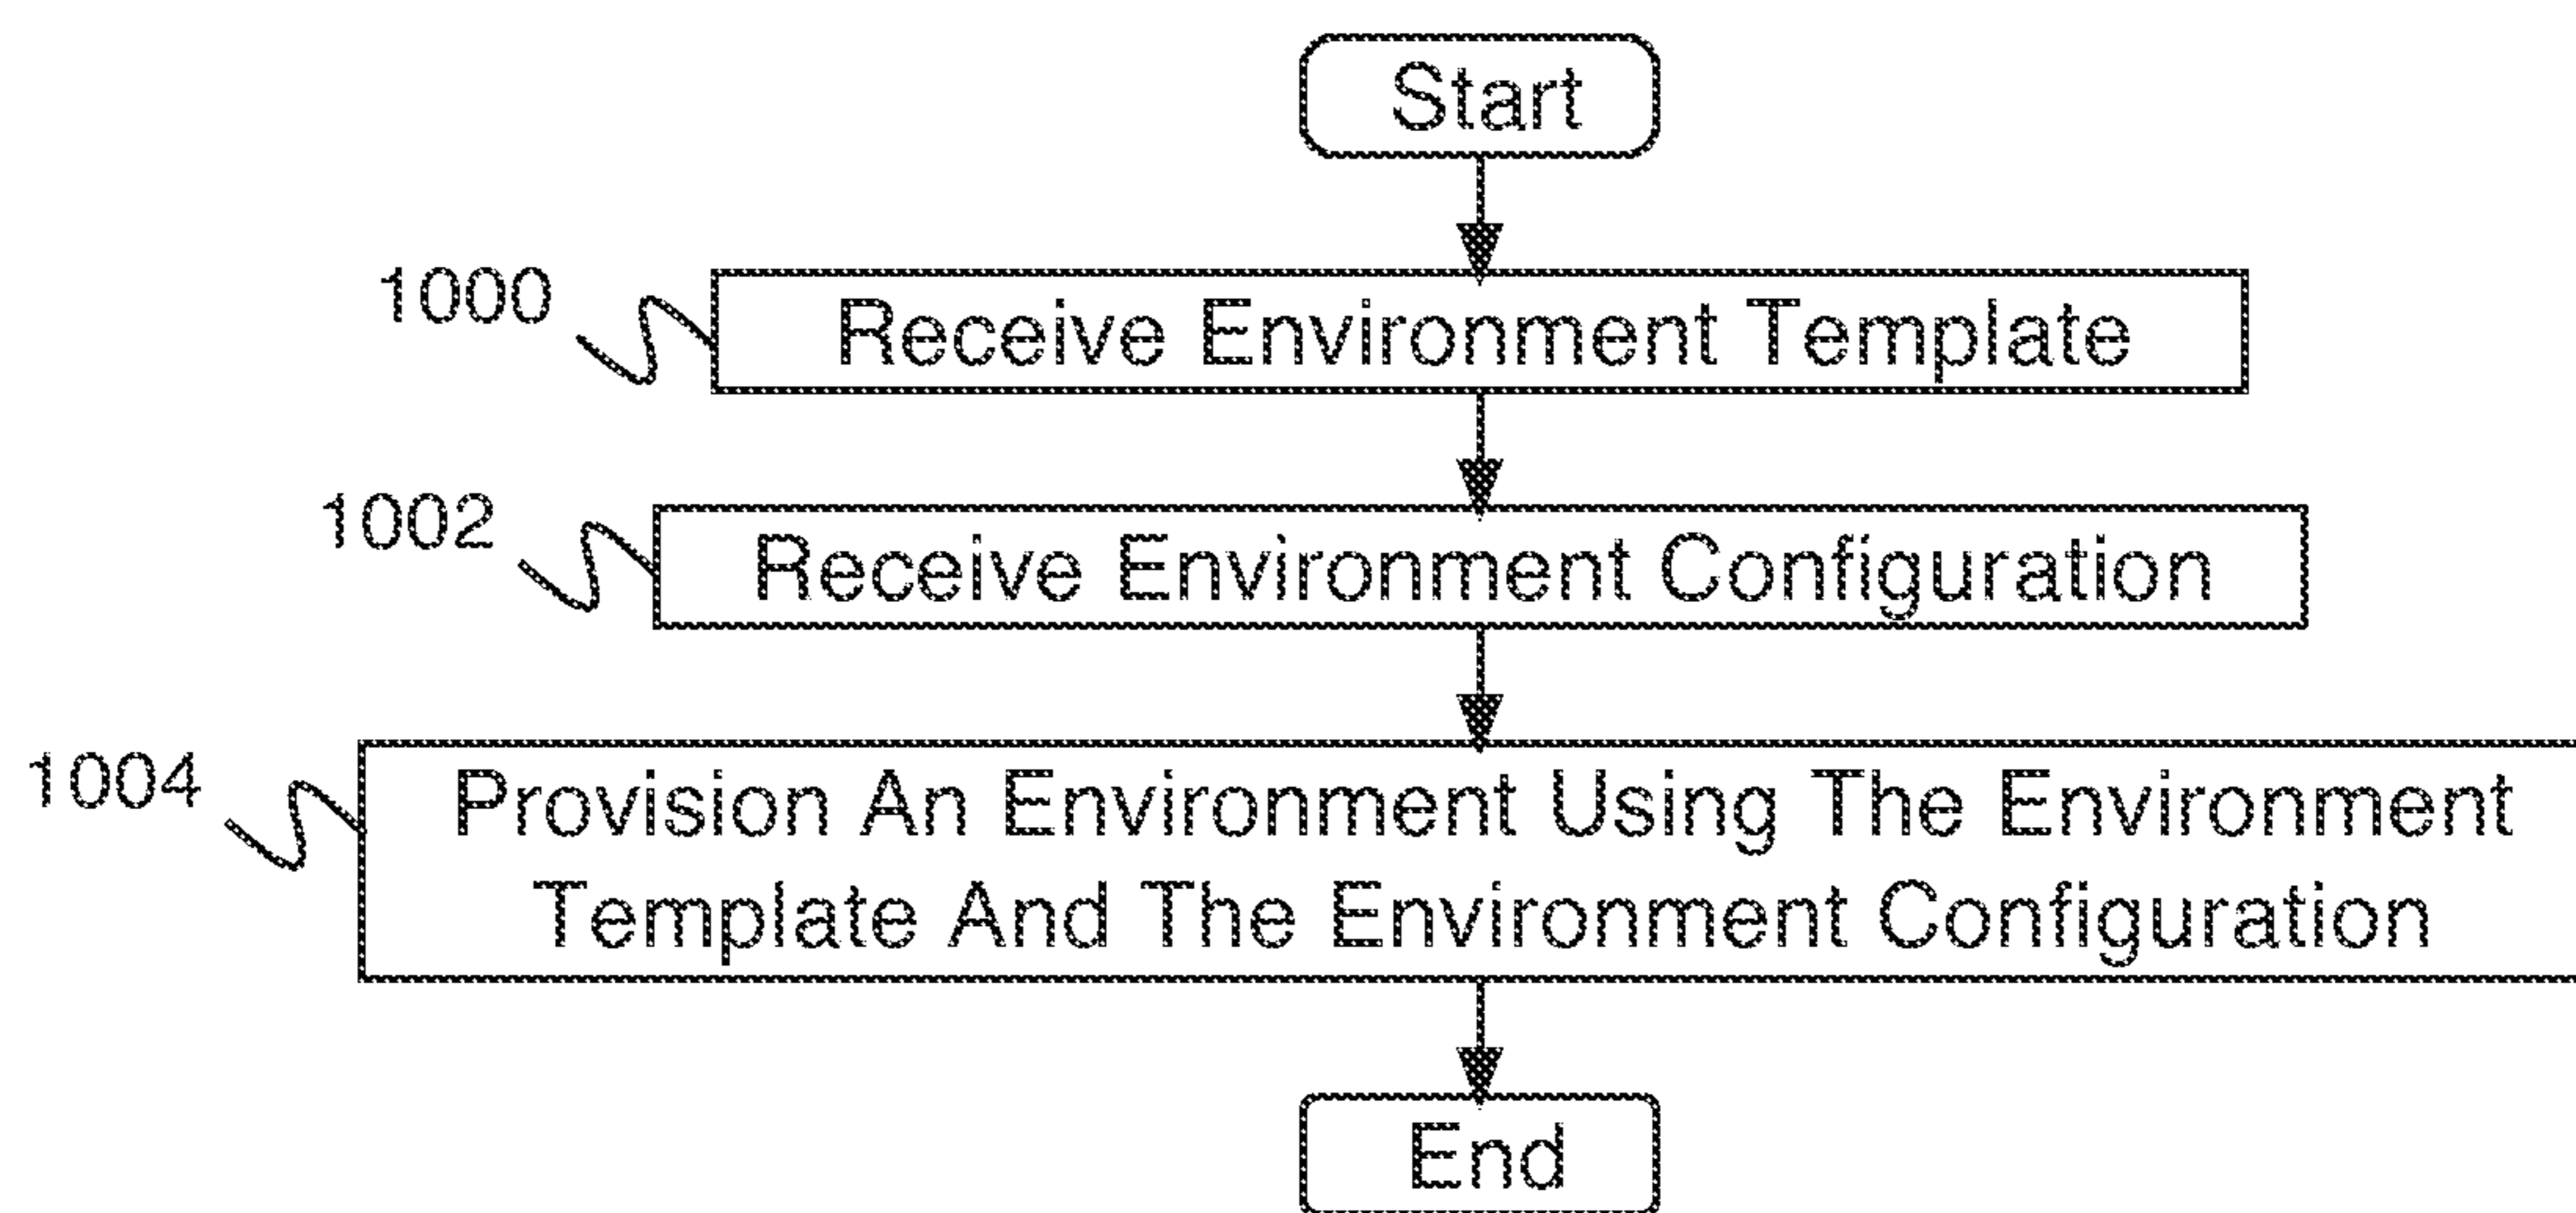 Start
1000
Receive Environment Template
1002
Receive Environment Configuration
1004
Provision An Environment Using The Environment
Template And The Environment Configuration
End